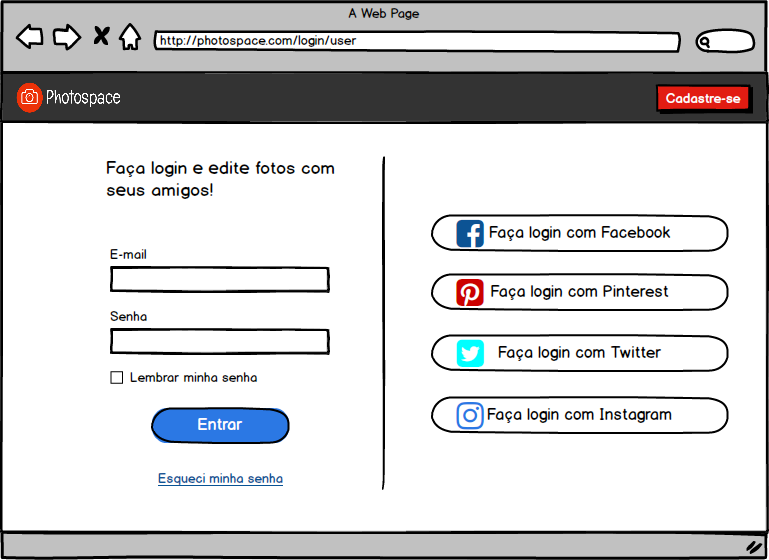 A Web Page
http://photospace.com/login/user
Photospace
Cadastre-se
Faça login e edite fotos com
seus amigos!
E-mail
Senha
Lembrar minha senha
Entrar
Esqueci minha senha
Faça login com Facebook
Faça login com Pinterest
Faça login com Twitter
Faça login com Instagram